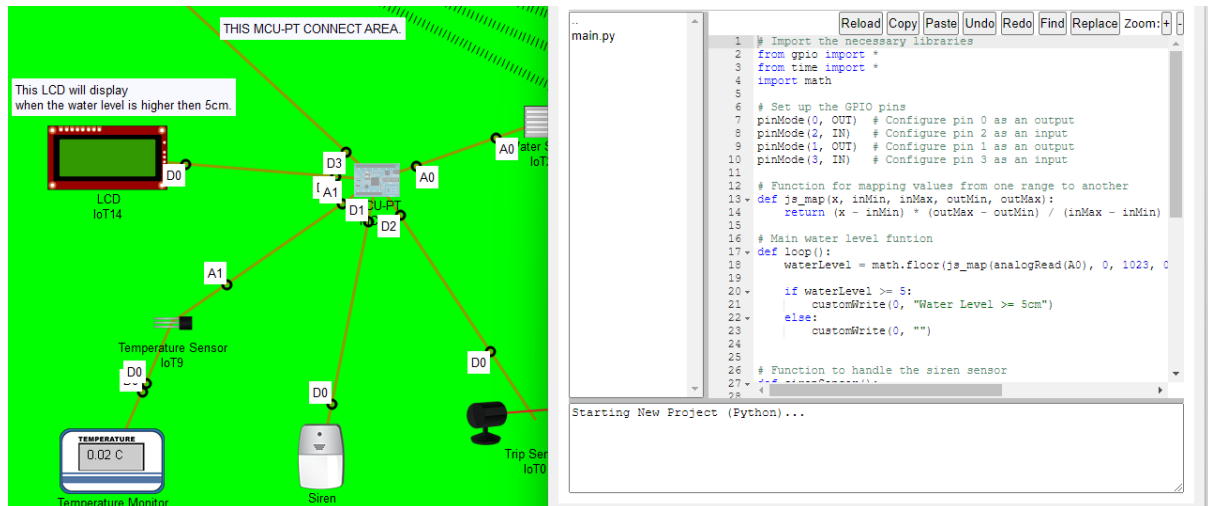 THIS MCU-PT CONNECT AREA.
This LCD will display
when the water level is higher then 5cm.
D0
LCD
IoT14
D3
A1
D1
D2
A0
A0
A1
Temperature Sensor
IoT9
D0
TEMPERATURE
0.02 C
Temperature Monitor
D0
Siren
D0
Trip Sen
IoT0
..
main.py
Reload Copy Paste Undo Redo Find Replace Zoom: + -
1 # Import the necessary libraries
2 from gpio import *
3 from time import *
4 import math
5
6 # Set up the GPIO pins
7 pinMode(0, OUT) # Configure pin 0 as an output
8 pinMode(2, IN) # Configure pin 2 as an input
9 pinMode(1, OUT) # Configure pin 1 as an output
10 pinMode(3, IN) # Configure pin 3 as an input
11
12 # Function for mapping values from one range to another
13 def js_map(x, inMin, inMax, outMin, outMax):
14 return (x - inMin) * (outMax - outMin) / (inMax - inMin)
15
16 # Main water level funtion
17 def loop():
18 waterLevel = math.floor(js_map(analogRead(A0), 0, 1023, 0
19
20 if waterLevel >= 5:
21 customWrite(0, "Water Level >= 5cm")
22 else:
23 customWrite(0, "")
24
25
26 # Function to handle the siren sensor
27
28
Starting New Project (Python)...